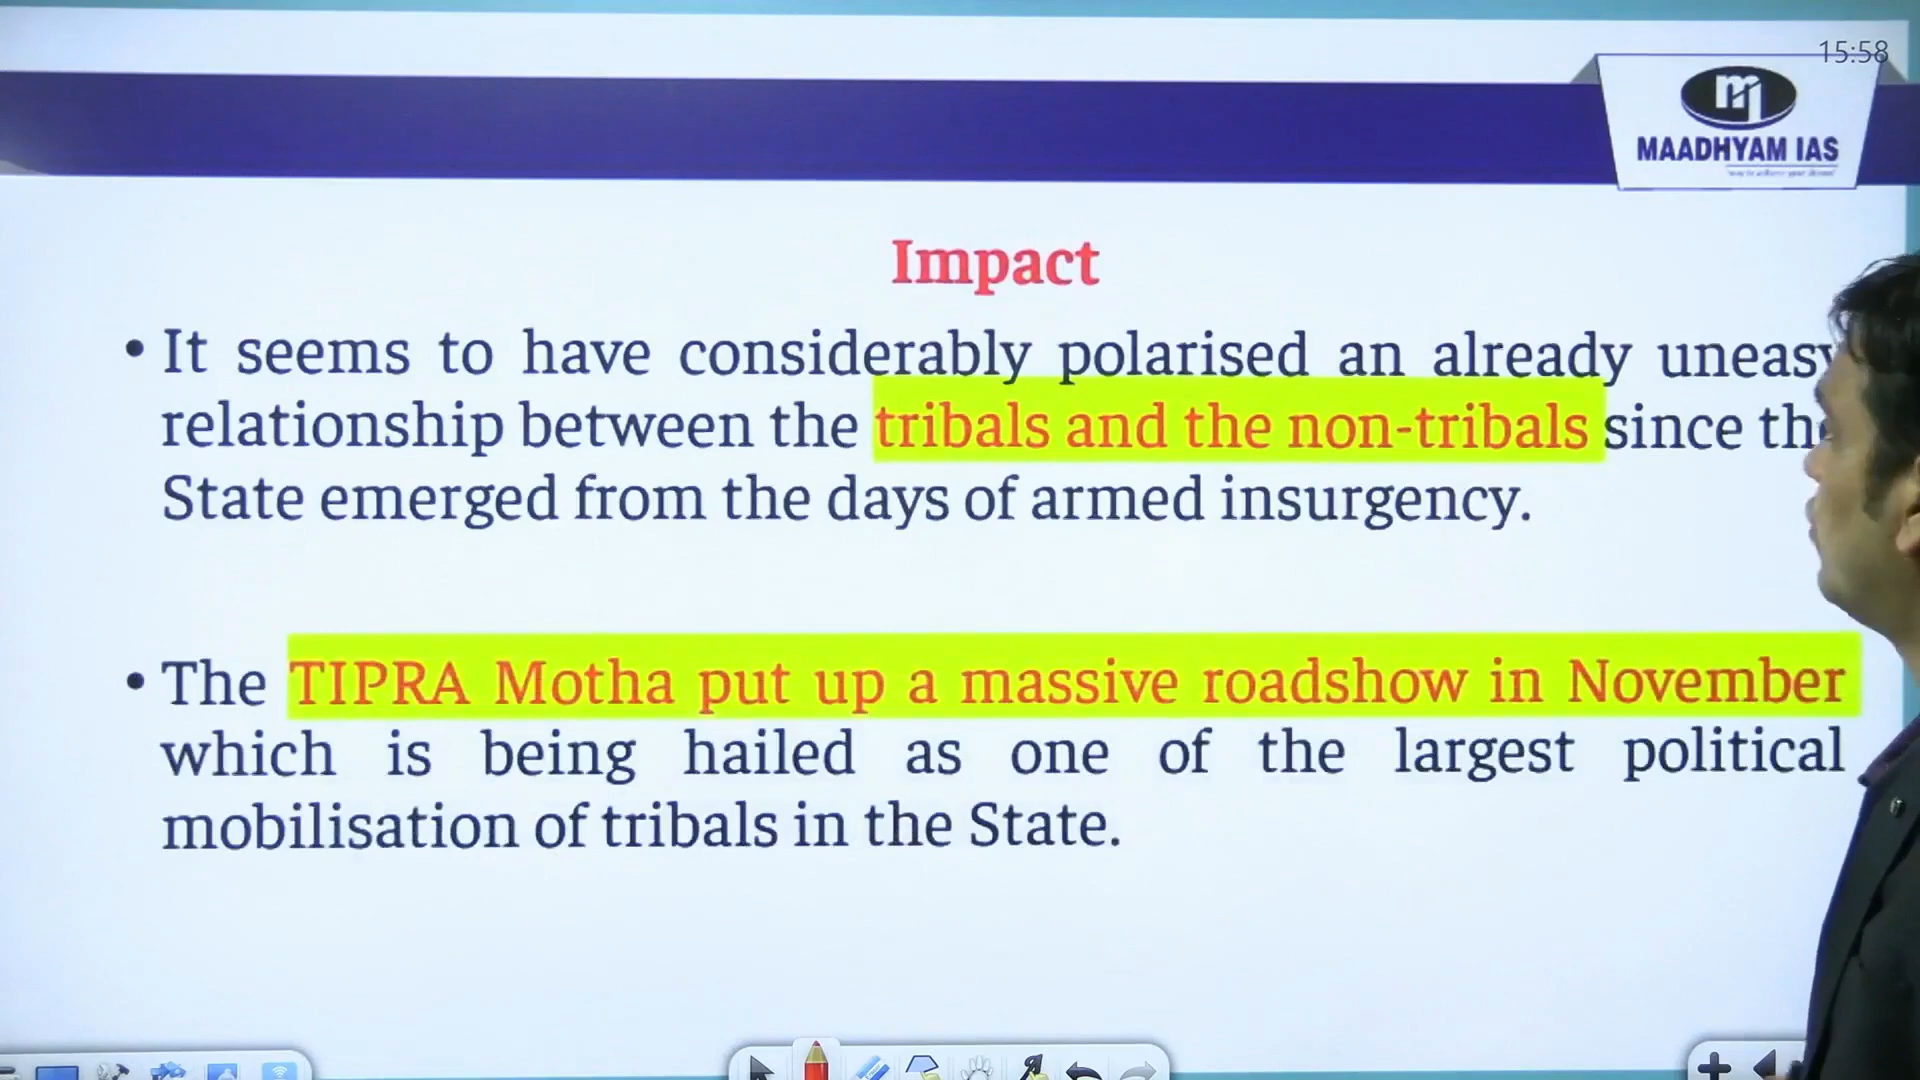 15:58
MAADHYAM IAS
Impact
• It seems to have considerably polarised an already uneasy
relationship between the tribals and the non-tribals since the
State emerged from the days of armed insurgency.
• The TIPRA Motha put up a massive roadshow in November
which is being hailed as one of the largest political
mobilisation of tribals in the State.